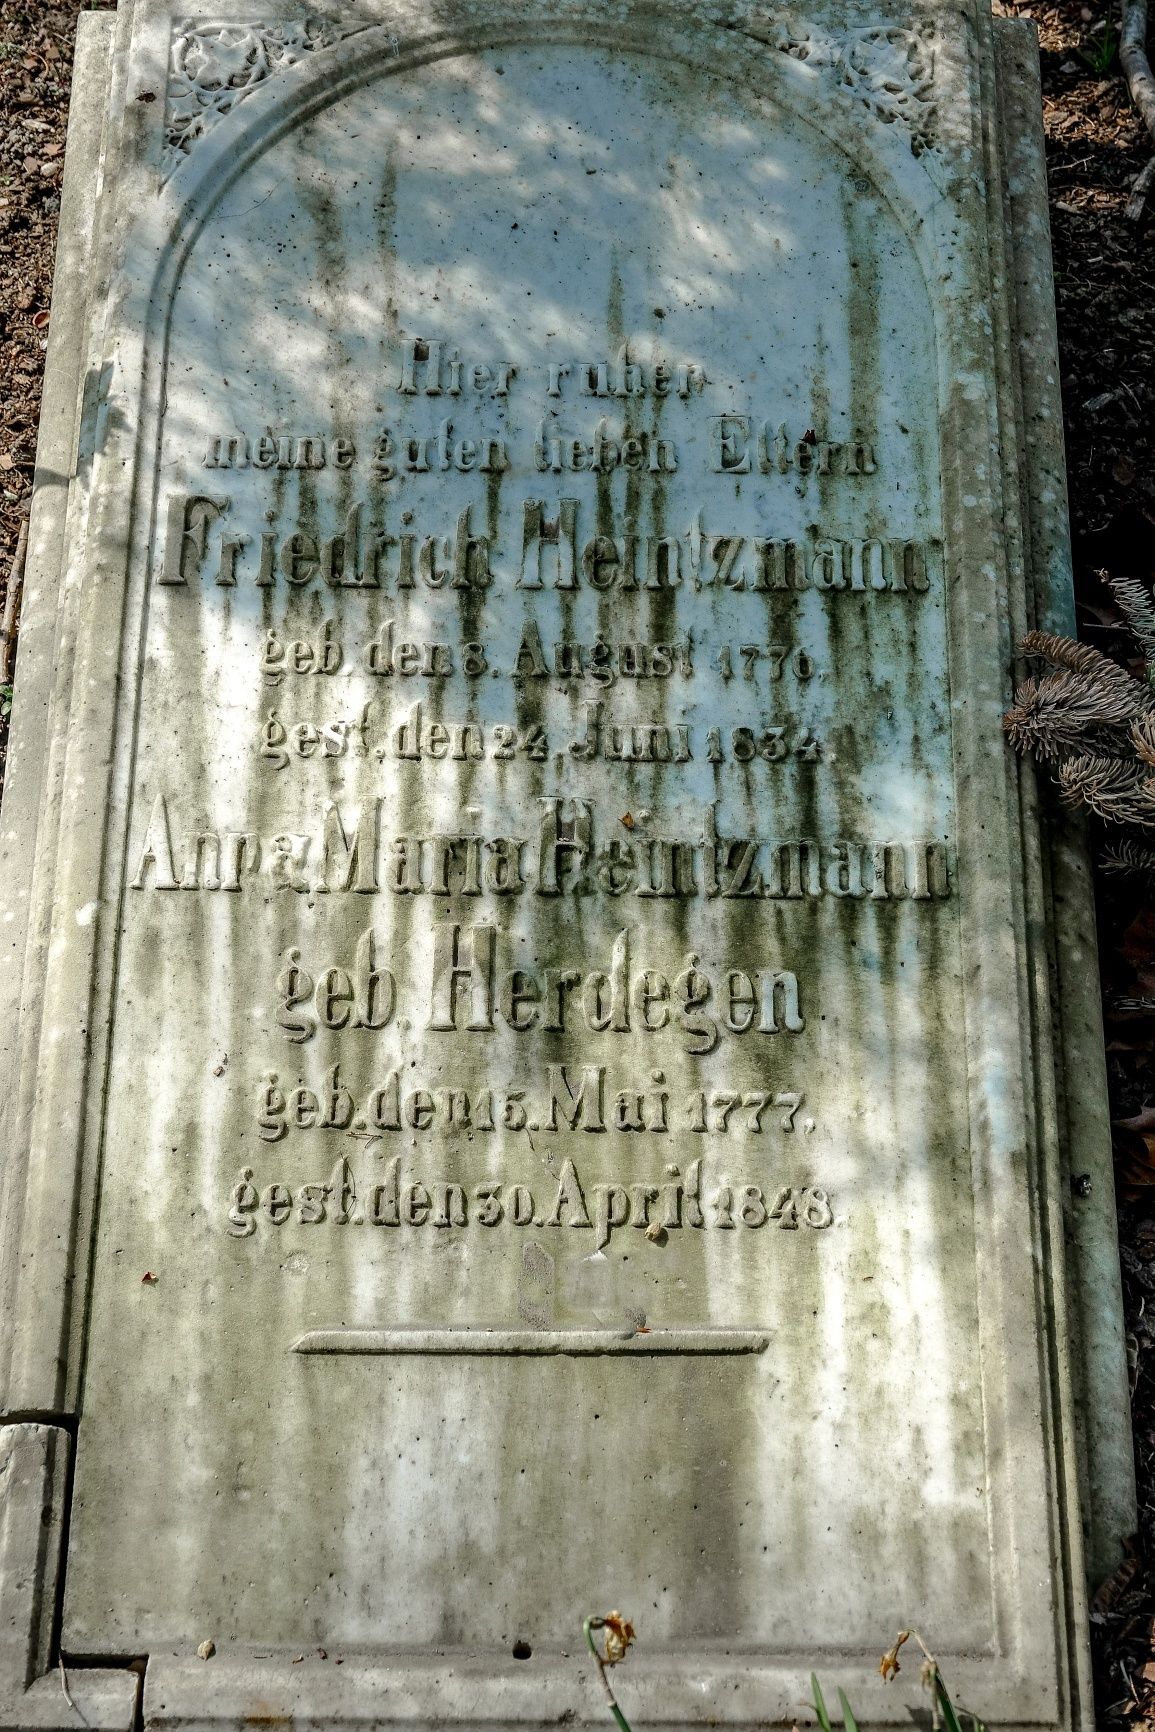 Hier ruhen
meine guten lieben Eltern
Friedrich Heintzmann
geb. den 8. August 1776.
gest. den 24. Juni 1834.
Anna Maria Heintzmann
geb. Herdegen
geb. den 15. Mai 1777.
gest. den 30. April 1848.